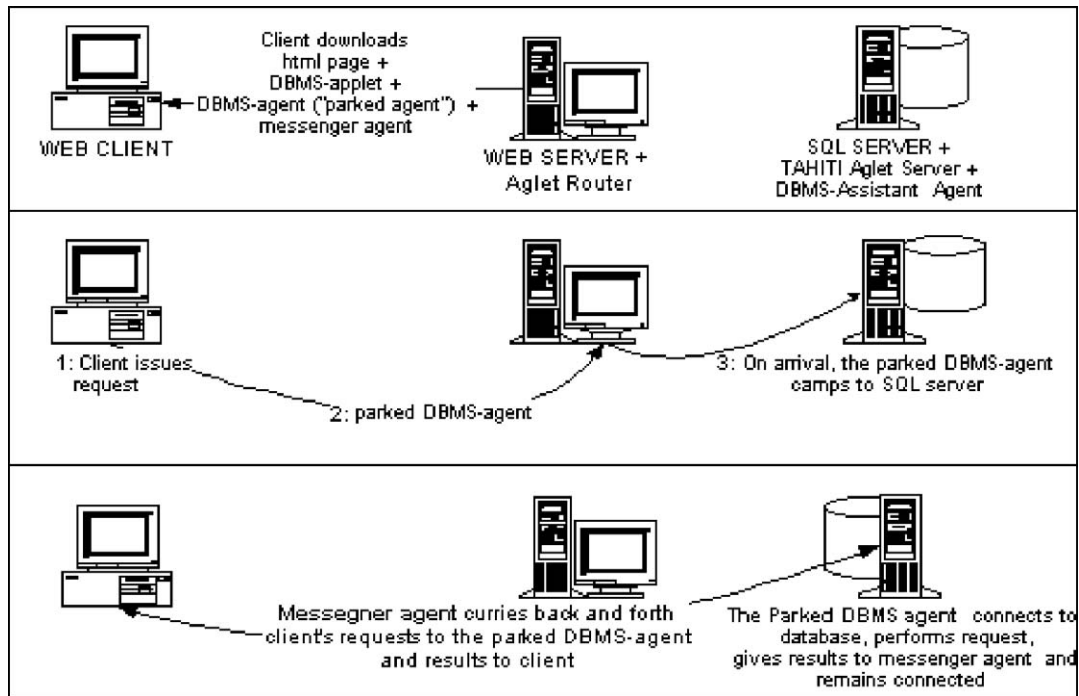 Client downloads
html page +
DBMS-applet +
DBMS-agent ("parked agent") +
messenger agent
WEB CLIENT
WEB SERVER +
Aglet Router
SQL SERVER +
TAHITI Aglet Server +
DBMS-Assistant Agent
1: Client issues
request
2: parked DBMS-agent
3: On arrival, the parked DBMS-agent
camps to SQL server
Messegner agent curries back and forth
client's requests to the parked DBMS-agent
and results to client
The Parked DBMS agent connects to
database, performs request,
gives results to messenger agent and
remains connected